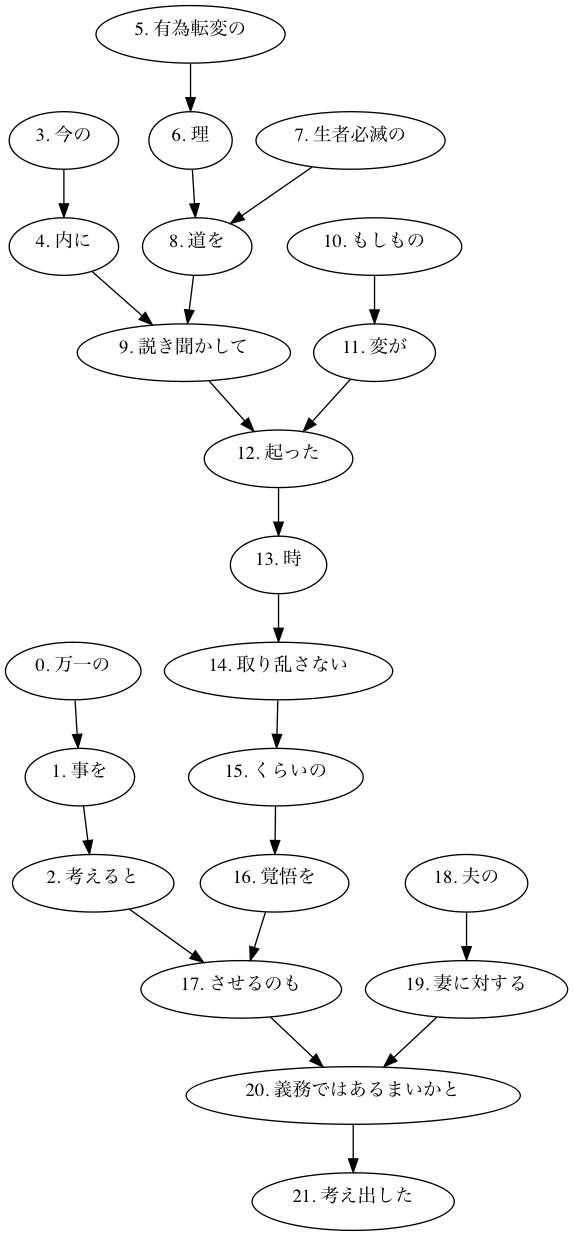 5. 有為転変の
3. 今の
6. 理
7. 生者必滅の
4. 内に
8. 道を
10. もしもの
9. 説き聞かして
11. 変が
12. 起った
13. 時
0. 万一の
14. 取り乱さない
1. 事を
15. くらいの
2. 考えると
16. 覚悟を
18. 夫の
17. させるのも
19. 妻に対する
20. 義務ではあるまいかと
21. 考え出した